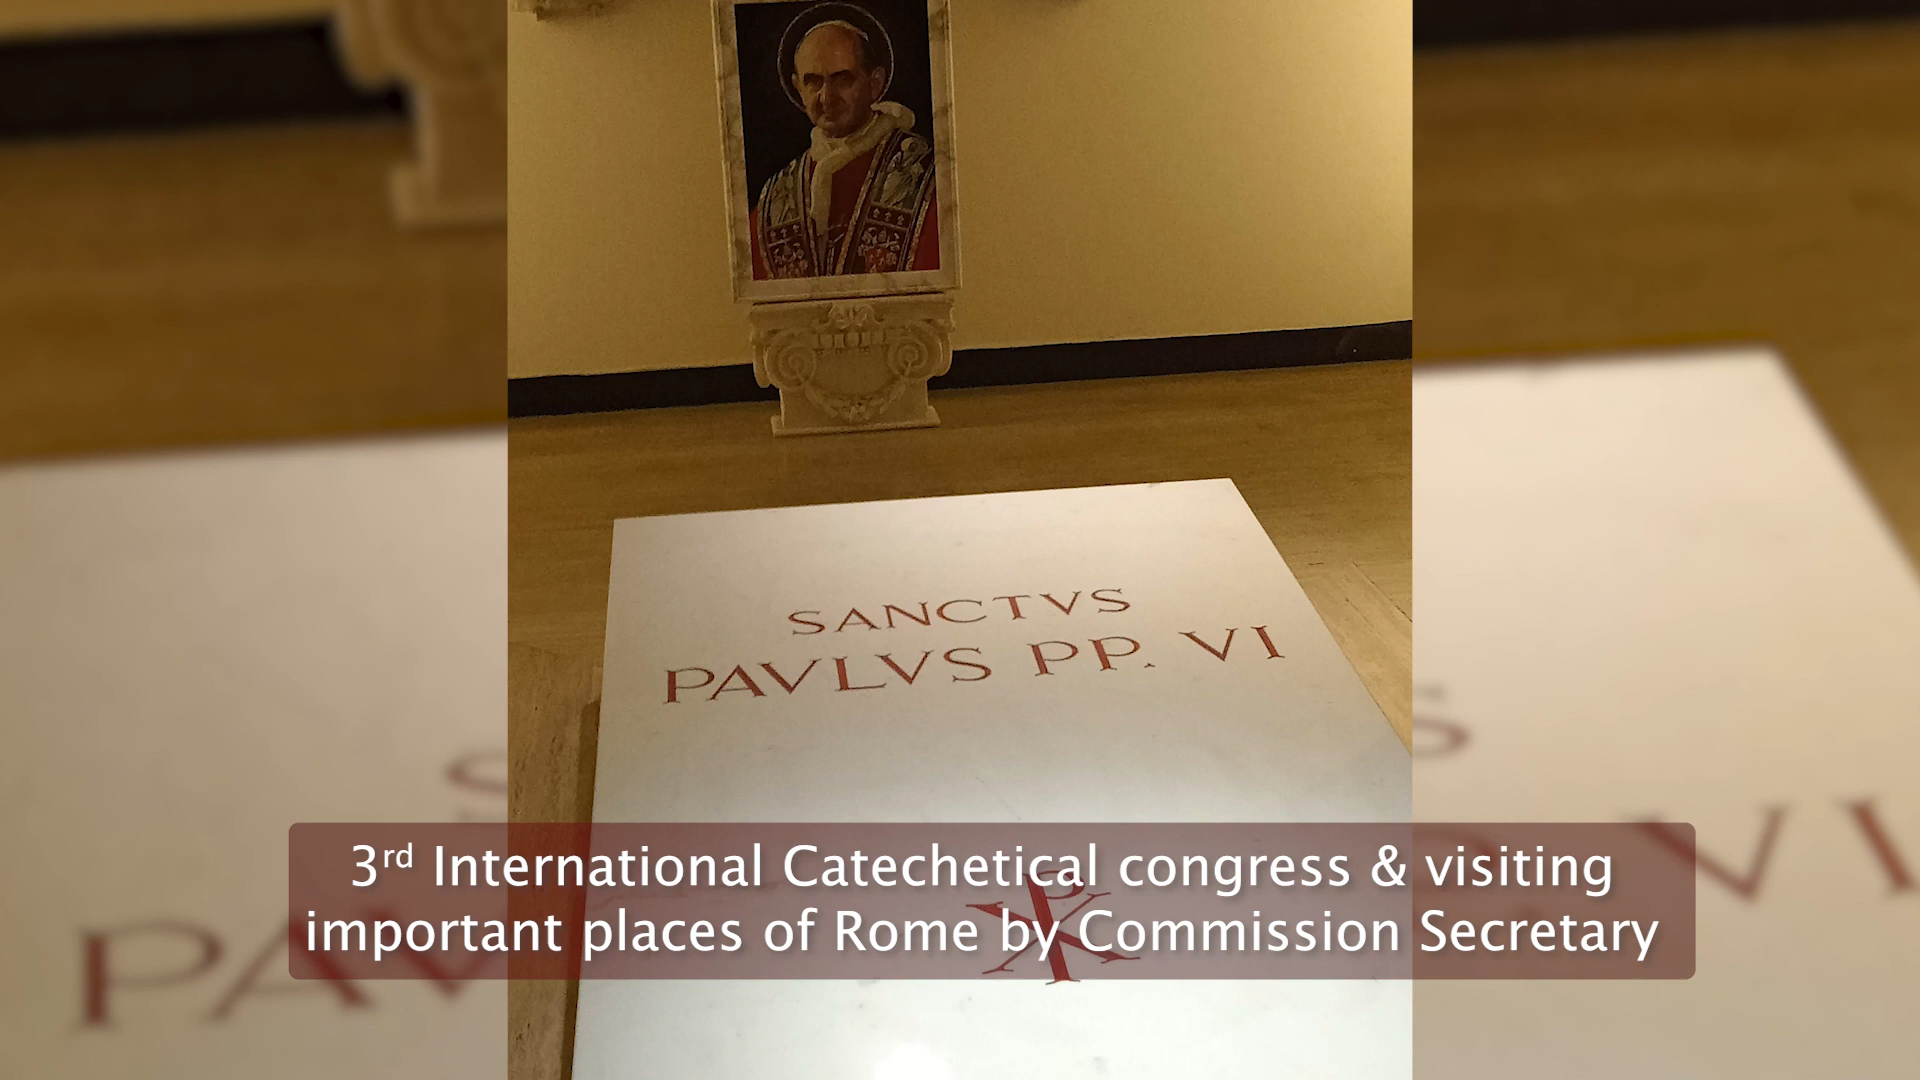 SANCTVS
PAVLVS PP. VI
3rd International Catechetical congress & visiting
important places of Rome by Commission Secretary